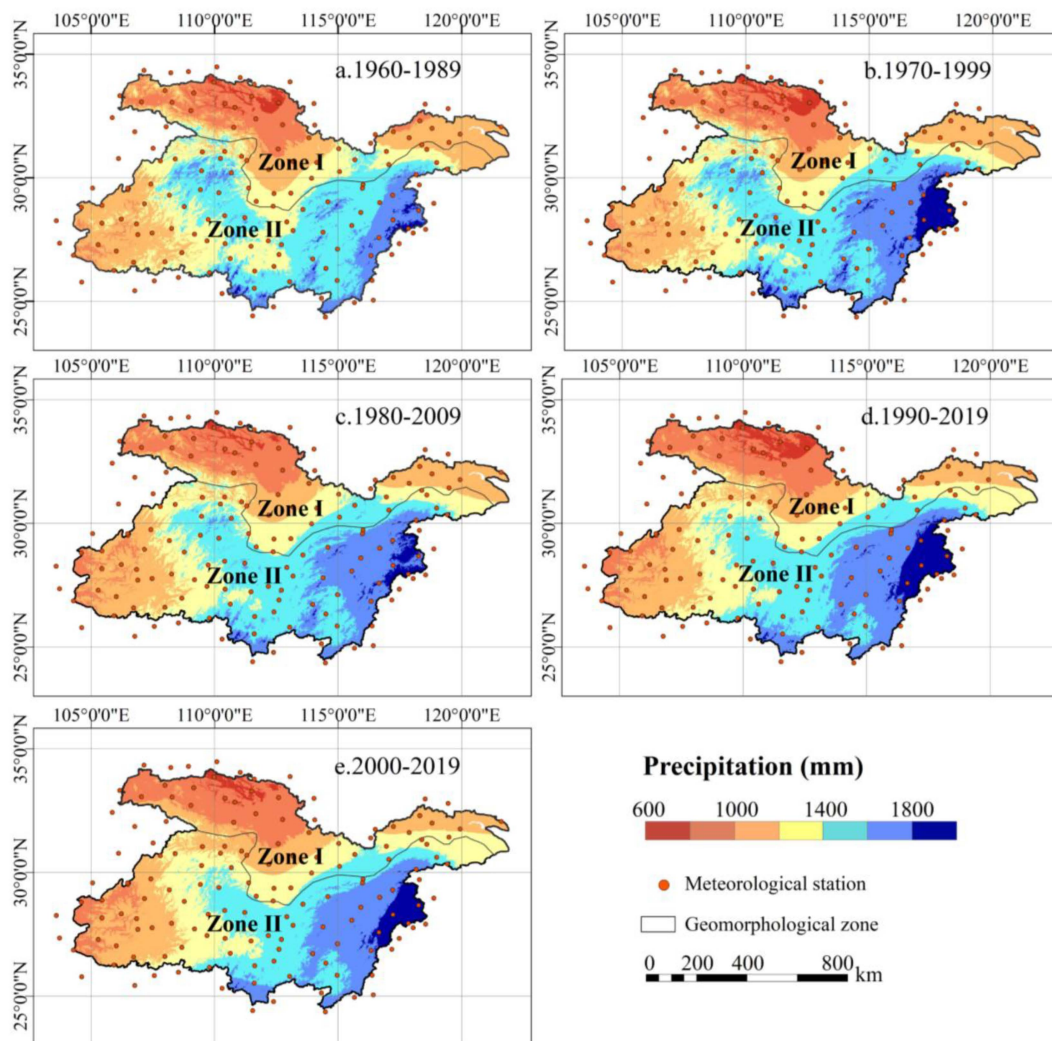 105°0'0"E 110°0'0"E 115°0'0"E 120°0'0"E 105°0'0"E 110°0'0"E 115°0'0"E 120°0'0"E
35°0'0"N
30°0'0"N
25°0'0"N
a.1960-1989
Zone I
Zone II
b.1970-1999
Zone I
Zone II
105°0'0"E 110°0'0"E 115°0'0"E 120°0'0"E 105°0'0"E 110°0'0"E 115°0'0"E 120°0'0"E
35°0'0"N
30°0'0"N
25°0'0"N
35°0'0"N
30°0'0"N
25°0'0"N
c.1980-2009
Zone I
Zone II
35°0'0"N
30°0'0"N
25°0'0"N
d.1990-2019
Zone I
Zone II
105°0'0"E 110°0'0"E 115°0'0"E 120°0'0"E
35°0'0"N
30°0'0"N
25°0'0"N
e.2000-2019
Zone I
Zone II
Precipitation (mm)
600 1000 1400 1800
Meteorological station
Geomorphological zone
0 200 400 800 km